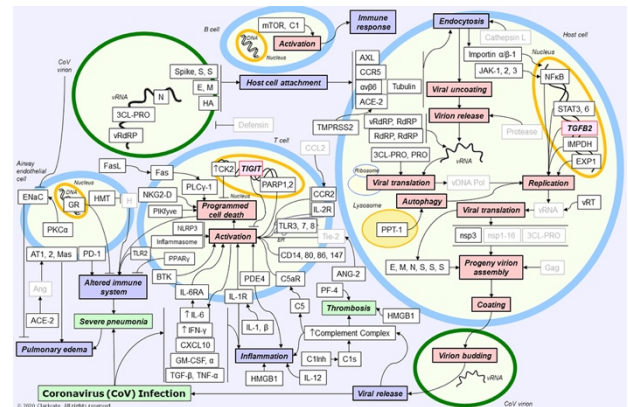 B cell
mTOR, C1
Nucleus
Activation
Immune
response
Endocytosis
Cathepsin L
Host cell
CoV
virion
Spike, S, S
E, M
HA
vRNA
N
3CL-PRO
vRdRP
Host cell attachment
Defensin
AXL
CCR5
αvβ6
ACE-2
Tubulin
TMPRSS2
Importin α/β-1
JAK-1, 2, 3
Nucleus
NFκB
STAT3, 6
TGFB2
IMPDH
EXP1
Viral uncoating
Virion release
vRdRP, RdRP
RdRP, RdRP
3CL-PRO, PRO
vRNA
Protease
Ribosome
Viral translation
vDNA Pol
Replication
Lysosome
Autophagy
PPT-1
Viral translation
vRNA
vRT
nsp3
nsp1-16
3CL-PRO
E, M, N, S, S, S
Progeny virion
assembly
Gag
Coating
Virion budding
vRNA
CoV virion
T cell
CCL2
FasL
Fas
↑CK2
TIGIT
Nucleus
PARP1,2
PLCγ-1
NKG2-D
PIKfyve
Programmed
cell death
CCR2
IL-2R
NLRP3
Inflammasome
Activation
TLR3, 7, 8
ER
Tie-2
TLR2
PPARγ
CD14, 80, 86, 147
BTK
PDE4
C5aR
ANG-2
Airway
endothelial
cell
Nucleus
DNA
GR
HMT
H
ENaC
PKCα
AT1, 2, Mas
PD-1
Ang
ACE-2
Altered immune
system
Severe pneumonia
Pulmonary edema
IL-6RA
↑ IL-6
↑ IFN-γ
CXCL10
GM-CSF, α
TGF-β, TNF-α
IL-1R
IL-1, β
C5
PF-4
Thrombosis
HMGB1
↑Complement Complex
Inflammation
C1Inh
C1s
HMGB1
IL-12
Coronavirus (CoV) Infection
Viral release
© 2020 Clarivate. All rights reserved.